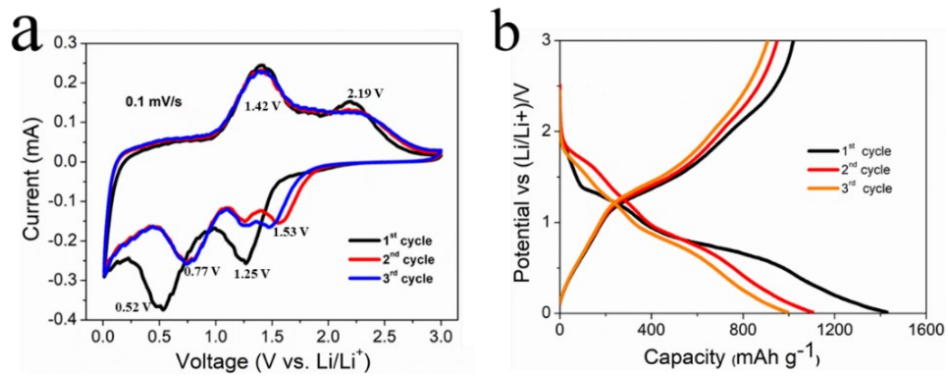 a
0.3
0.2
0.1
0.0
-0.1
-0.2
-0.3
-0.4
Current (mA)
0.1 mV/s
1.42 V
2.19 V
0.52 V
0.77 V
1.25 V
1.53 V
1st cycle
2nd cycle
3rd cycle
0.0 0.5 1.0 1.5 2.0 2.5 3.0
Voltage (V vs. Li/Li+)
b
3
2
1
0
Potential vs (Li/Li+)/V
1st cycle
2nd cycle
3rd cycle
0 400 800 1200 1600
Capacity (mAh g-1)